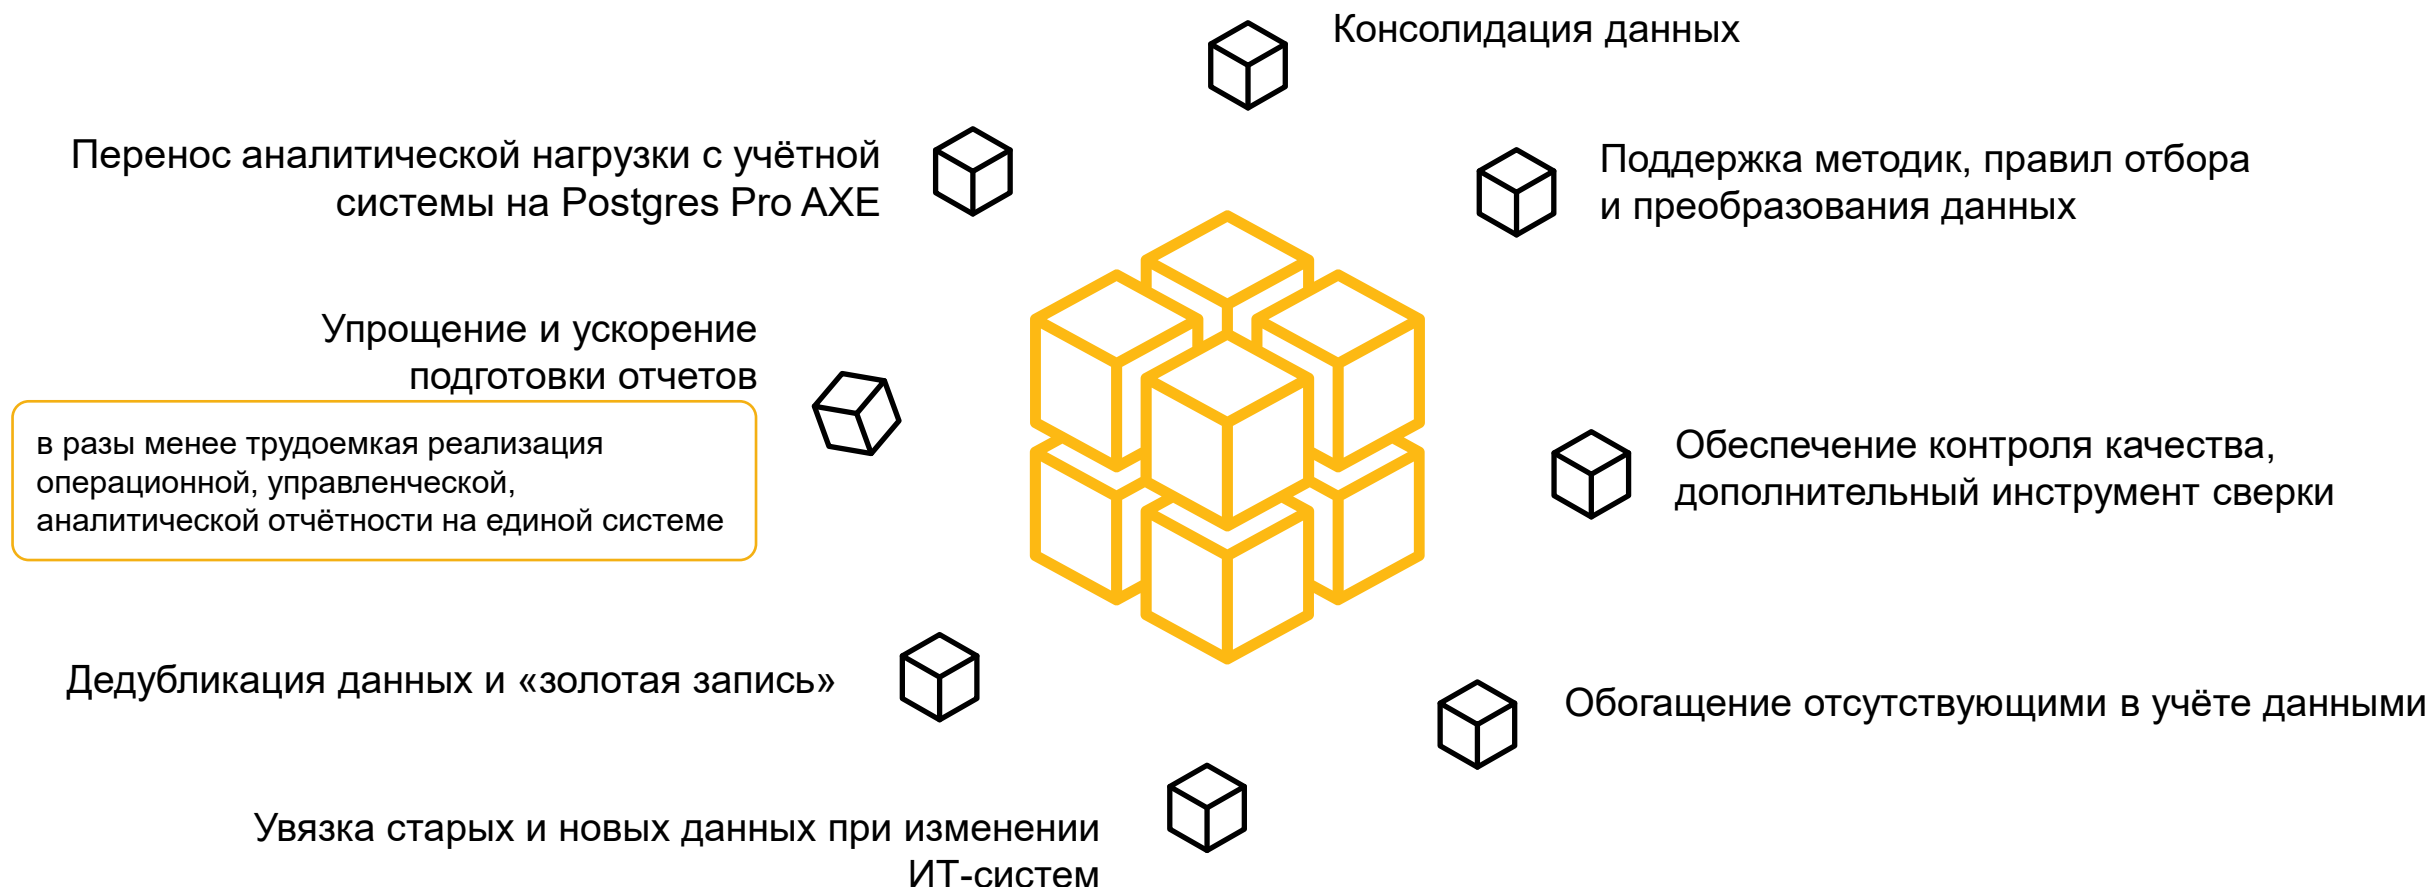 Консолидация данных
Перенос аналитической нагрузки с учётной
системы на Postgres Pro AXE
Поддержка методик, правил отбора
и преобразования данных
Упрощение и ускорение
подготовки отчетов
в разы менее трудоемкая реализация
операционной, управленческой,
аналитической отчётности на единой системе
Обеспечение контроля качества,
дополнительный инструмент сверки
Дедубликация данных и «золотая запись»
Обогащение отсутствующими в учёте данными
Увязка старых и новых данных при изменении
ИТ-систем